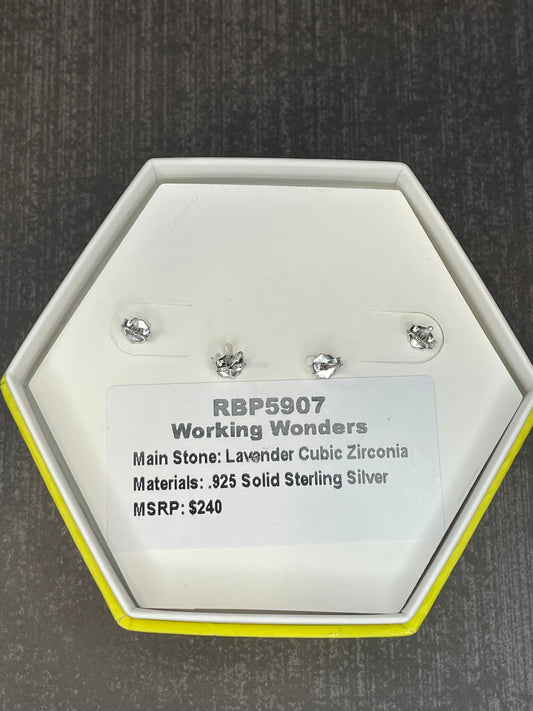 RBP5907
Working Wonders
Main Stone: Lavender Cubic Zirconia
Materials: .925 Solid Sterling Silver
MSRP: $240